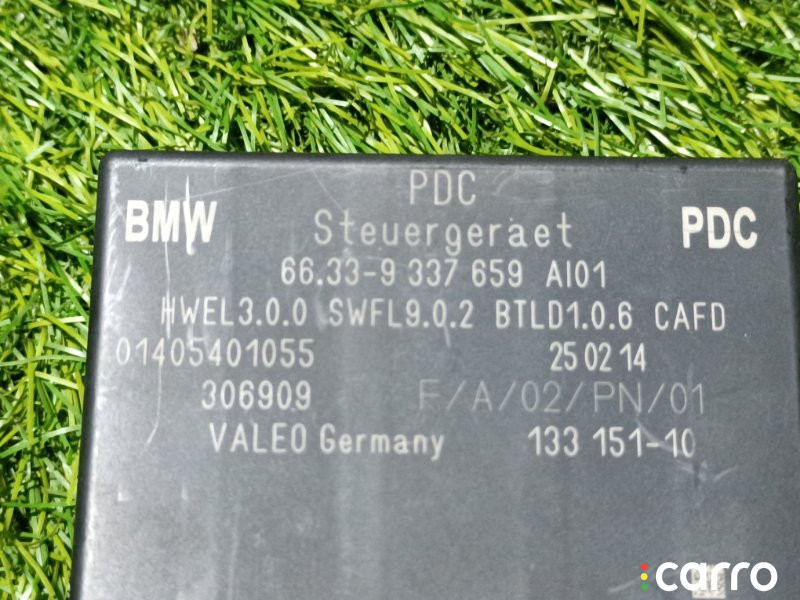 PDC
BMW Steuergeraet PDC
66.33-9 337 659 AI01
HWEL3.0.0 SWFL9.0.2 BTLD1.0.6 CAFD
01405401055 25 02 14
306909 F/A/02/PN/01
VALEO Germany 133 151-10
carro